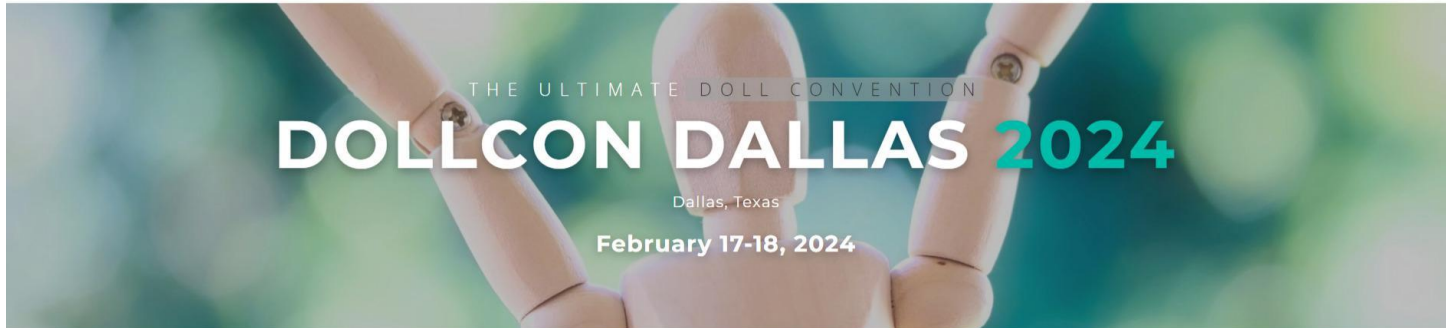 THE ULTIMATE DOLL CONVENTION
DOLLCON DALLAS 2024
Dallas, Texas
February 17-18, 2024